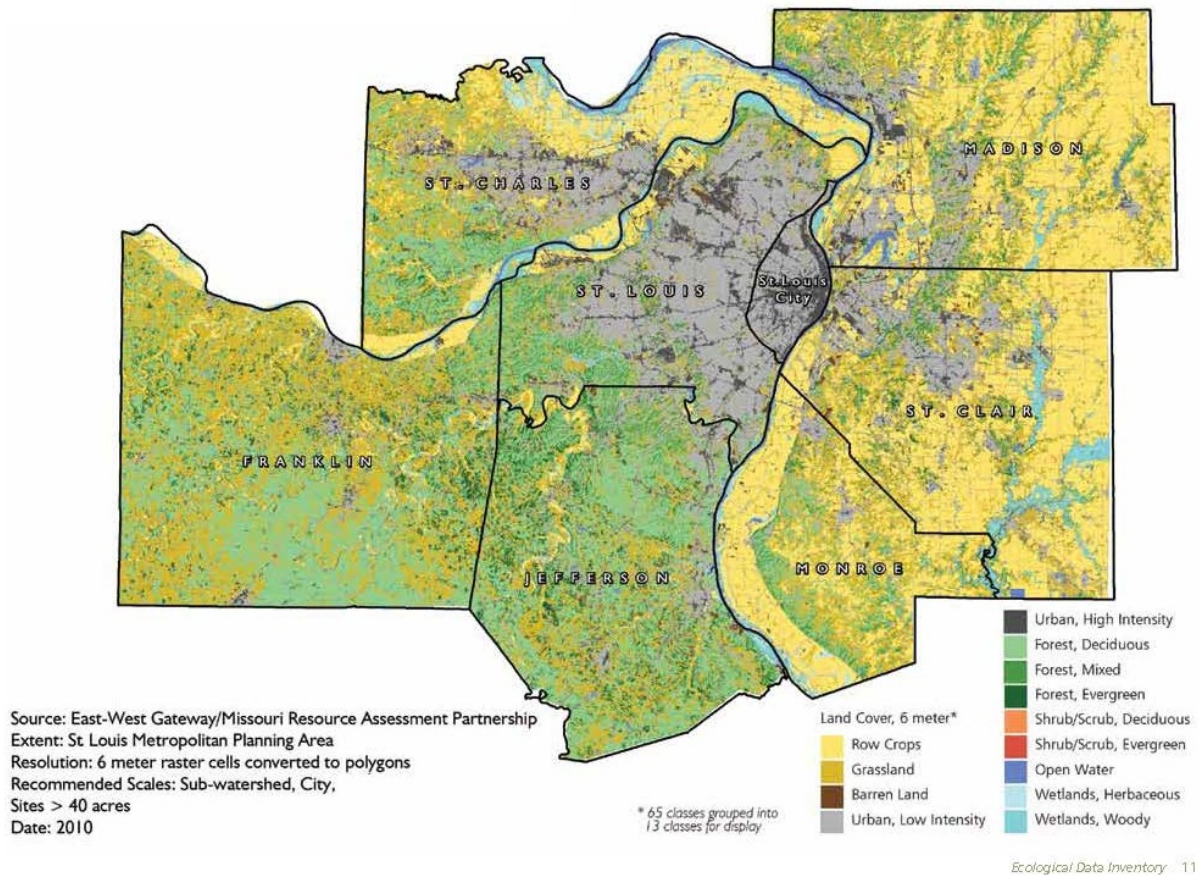 MADISON
ST. CHARLES
ST. LOUIS
St. Louis
City
ST. CLAIR
FRANKLIN
JEFFERSON
MONROE
Source: East-West Gateway/Missouri Resource Assessment Partnership
Extent: St. Louis Metropolitan Planning Area
Resolution: 6 meter raster cells converted to polygons
Recommended Scales: Sub-watershed, City,
Sites > 40 acres
Date: 2010
* 65 classes grouped into
13 classes for display
Land Cover, 6 meter*
Row Crops
Grassland
Barren Land
Urban, Low Intensity
Urban, High Intensity
Forest, Deciduous
Forest, Mixed
Forest, Evergreen
Shrub/Scrub, Deciduous
Shrub/Scrub, Evergreen
Open Water
Wetlands, Herbaceous
Wetlands, Woody
Ecological Data Inventory 11